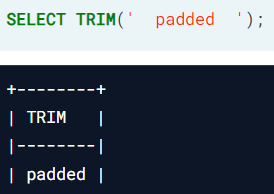 SELECT TRIM('  padded  ');
+--------+
| TRIM   |
|--------|
| padded |